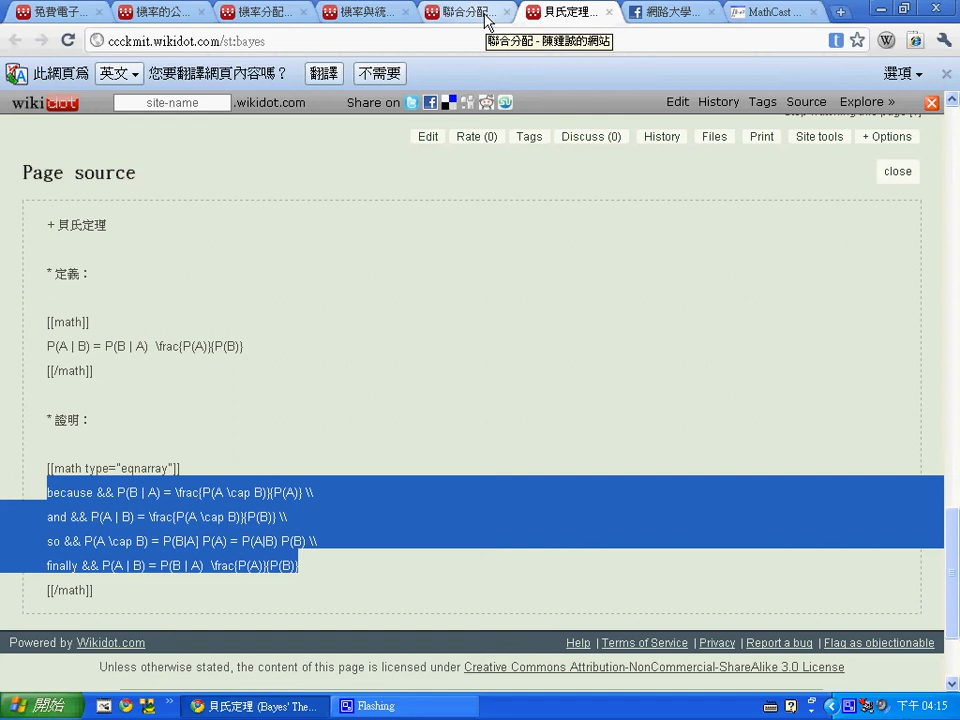 免費電子...
機率的公...
機率分配...
機率與統...
聯合分配...
貝氏定理...
網路大學...
MathCast ...
ccckmit.wikidot.com/st:bayes
聯合分配 - 陳鍾誠的網站
此網頁為 英文 您要翻譯網頁內容嗎? 翻譯 不需要 選項
wikidot site-name .wikidot.com Share on Edit History Tags Source Explore »
Edit Rate (0) Tags Discuss (0) History Files Print Site tools + Options
Page source
close
+ 貝氏定理
* 定義：
[[math]]
P(A | B) = P(B | A)  \frac{P(A)}{P(B)}
[[/math]]
* 證明：
[[math type="eqnarray"]]
because && P(B | A) = \frac{P(A \cap B)}{P(A)} \\
and && P(A | B) = \frac{P(A \cap B)}{P(B)} \\
so && P(A \cap B) = P(B|A] P(A) = P(A|B) P(B) \\
finally && P(A | B) = P(B | A)  \frac{P(A)}{P(B)}
[[/math]]
Powered by Wikidot.com
Help | Terms of Service | Privacy | Report a bug | Flag as objectionable
Unless otherwise stated, the content of this page is licensed under Creative Commons Attribution-NonCommercial-ShareAlike 3.0 License
開始
貝氏定理 (Bayes' The...
Flashing
下午 04:15